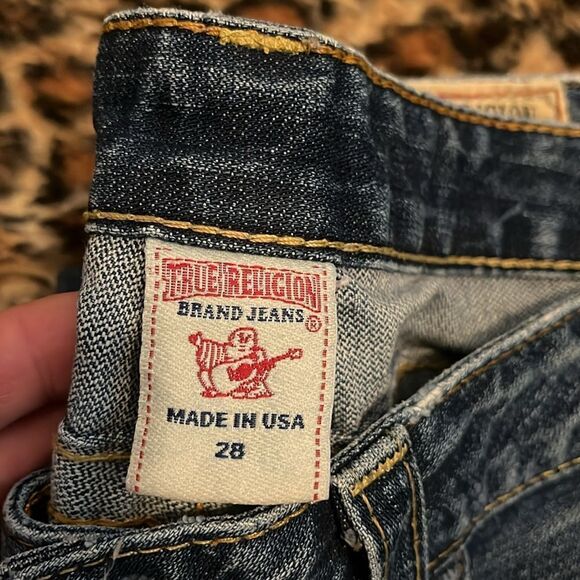 TRUE RELIGION
BRAND JEANS ®
MADE IN USA
28